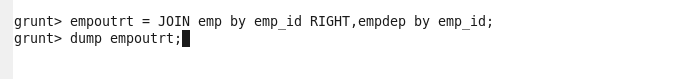 grunt> empoutrt = JOIN emp by emp_id RIGHT,empdep by emp_id;
grunt> dump empoutrt;